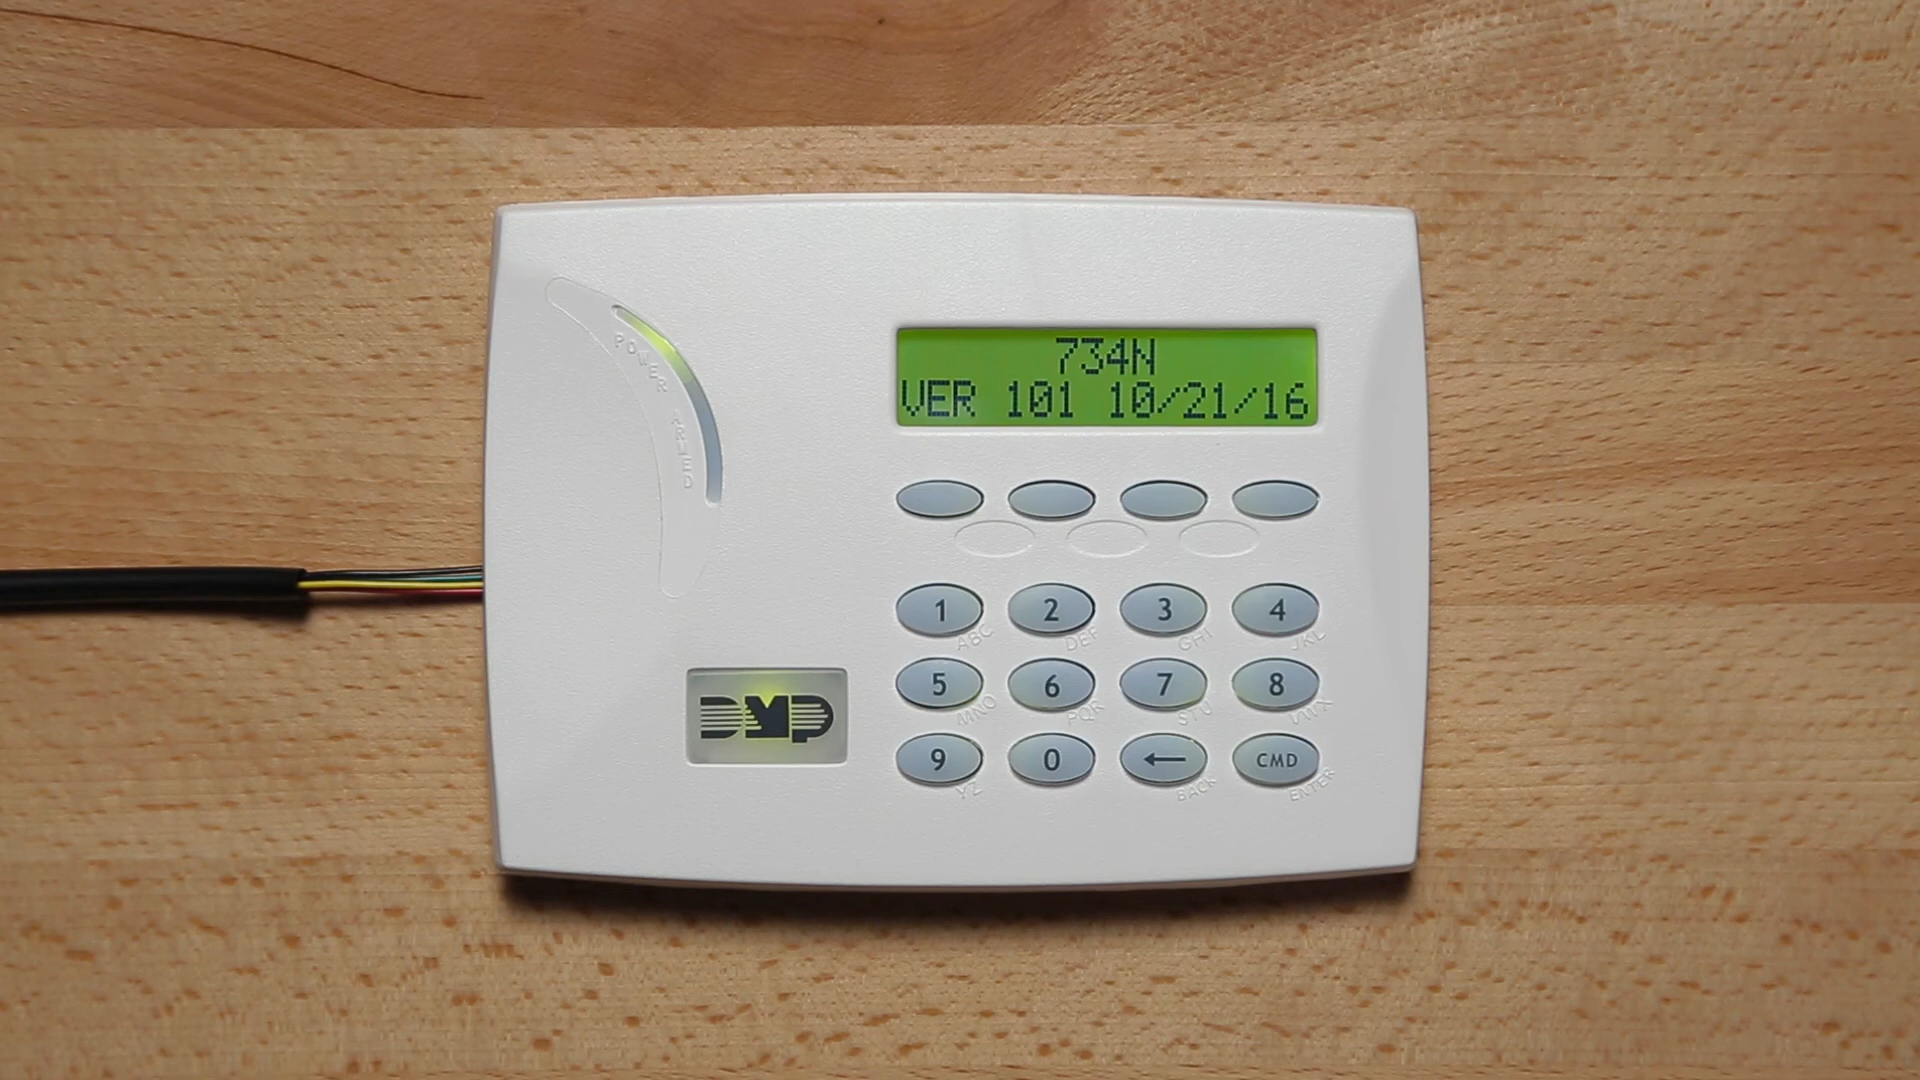 734N
VER 101 10/21/16
POWER
ARMED
1 2 3 4
ABC DEF GHI JKL
5 6 7 8
MNO PQR STU VWX
9 0 ← CMD
YZ BACK ENTER
DMP